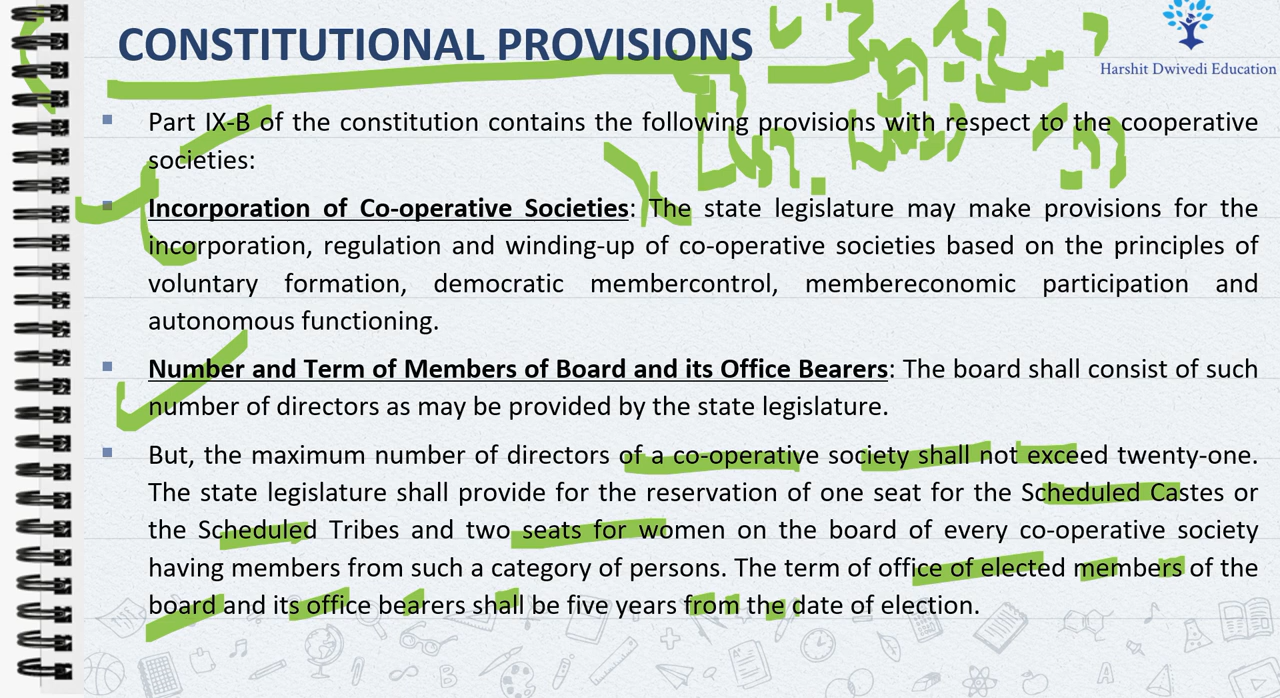 CONSTITUTIONAL PROVISIONS
Harshit Dwivedi Education
Part IX-B of the constitution contains the following provisions with respect to the cooperative
societies:
Incorporation of Co-operative Societies: The state legislature may make provisions for the
incorporation, regulation and winding-up of co-operative societies based on the principles of
voluntary formation, democratic membercontrol, membereconomic participation and
autonomous functioning.
Number and Term of Members of Board and its Office Bearers: The board shall consist of such
number of directors as may be provided by the state legislature.
But, the maximum number of directors of a co-operative society shall not exceed twenty-one.
The state legislature shall provide for the reservation of one seat for the Scheduled Castes or
the Scheduled Tribes and two seats for women on the board of every co-operative society
having members from such a category of persons. The term of office of elected members of the
board and its office bearers shall be five years from the date of election.